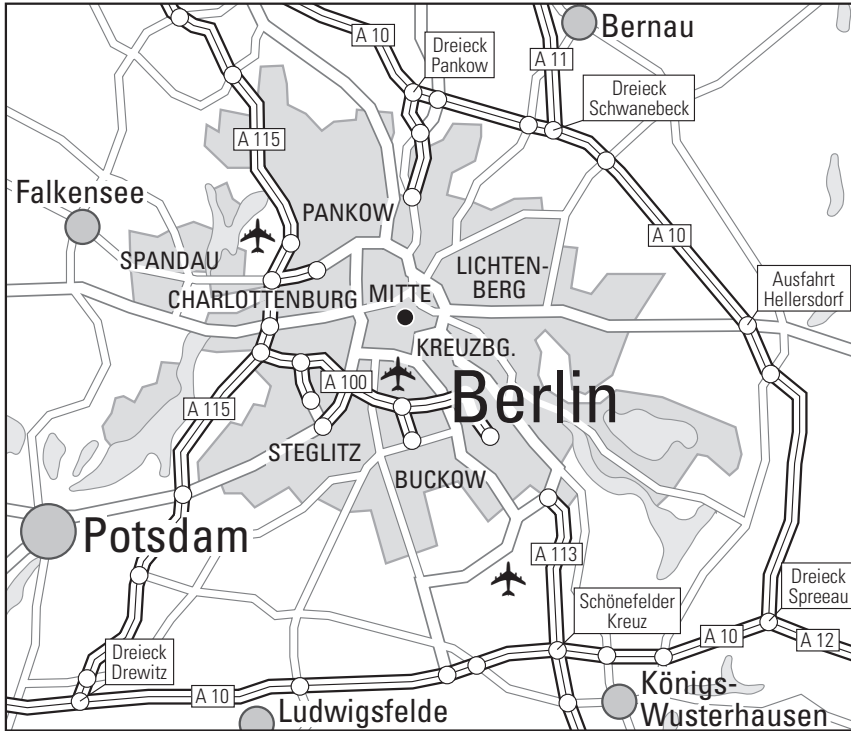 A 10
Bernau
Dreieck
Pankow
A 11
Dreieck
Schwanebeck
A 115
Falkensee
PANKOW
A 10
SPANDAU
LICHTEN-
BERG
Ausfahrt
Hellersdorf
CHARLOTTENBURG
MITTE
KREUZBG.
A 100
Berlin
A 115
STEGLITZ
BUCKOW
Potsdam
A 113
Schönefelder
Kreuz
Dreieck
Spreeau
A 10
A 12
Dreieck
Drewitz
A 10
Königs-
Wusterhausen
Ludwigsfelde